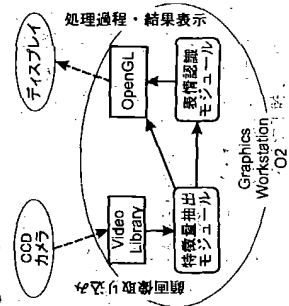 CCD
カメラ
ディスプレイ
顔画像取り込み
Video
Library
OpenGL
処理過程・結果表示
特徴量抽出
モジュール
表情認識
モジュール
Graphics
Workstation
O2